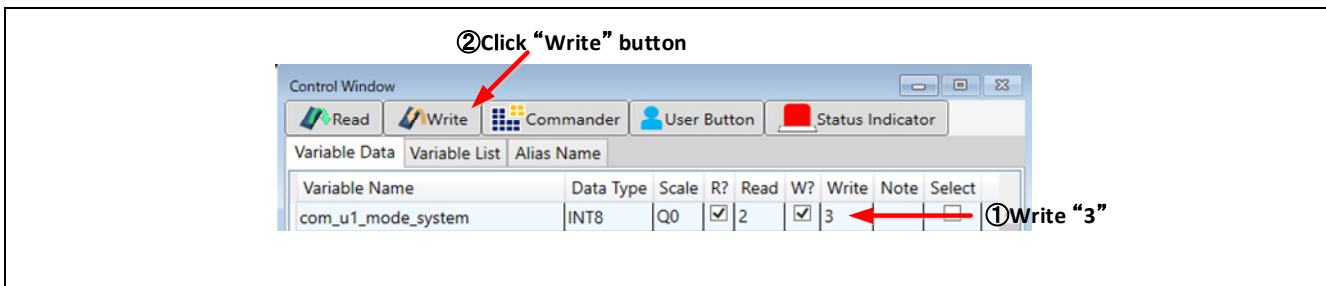 ②Click “Write” button
Control Window
Read Write Commander User Button Status Indicator
Variable Data Variable List Alias Name
Variable Name Data Type Scale R? Read W? Write Note Select
com_u1_mode_system INT8 Q0 2 3
①Write “3”